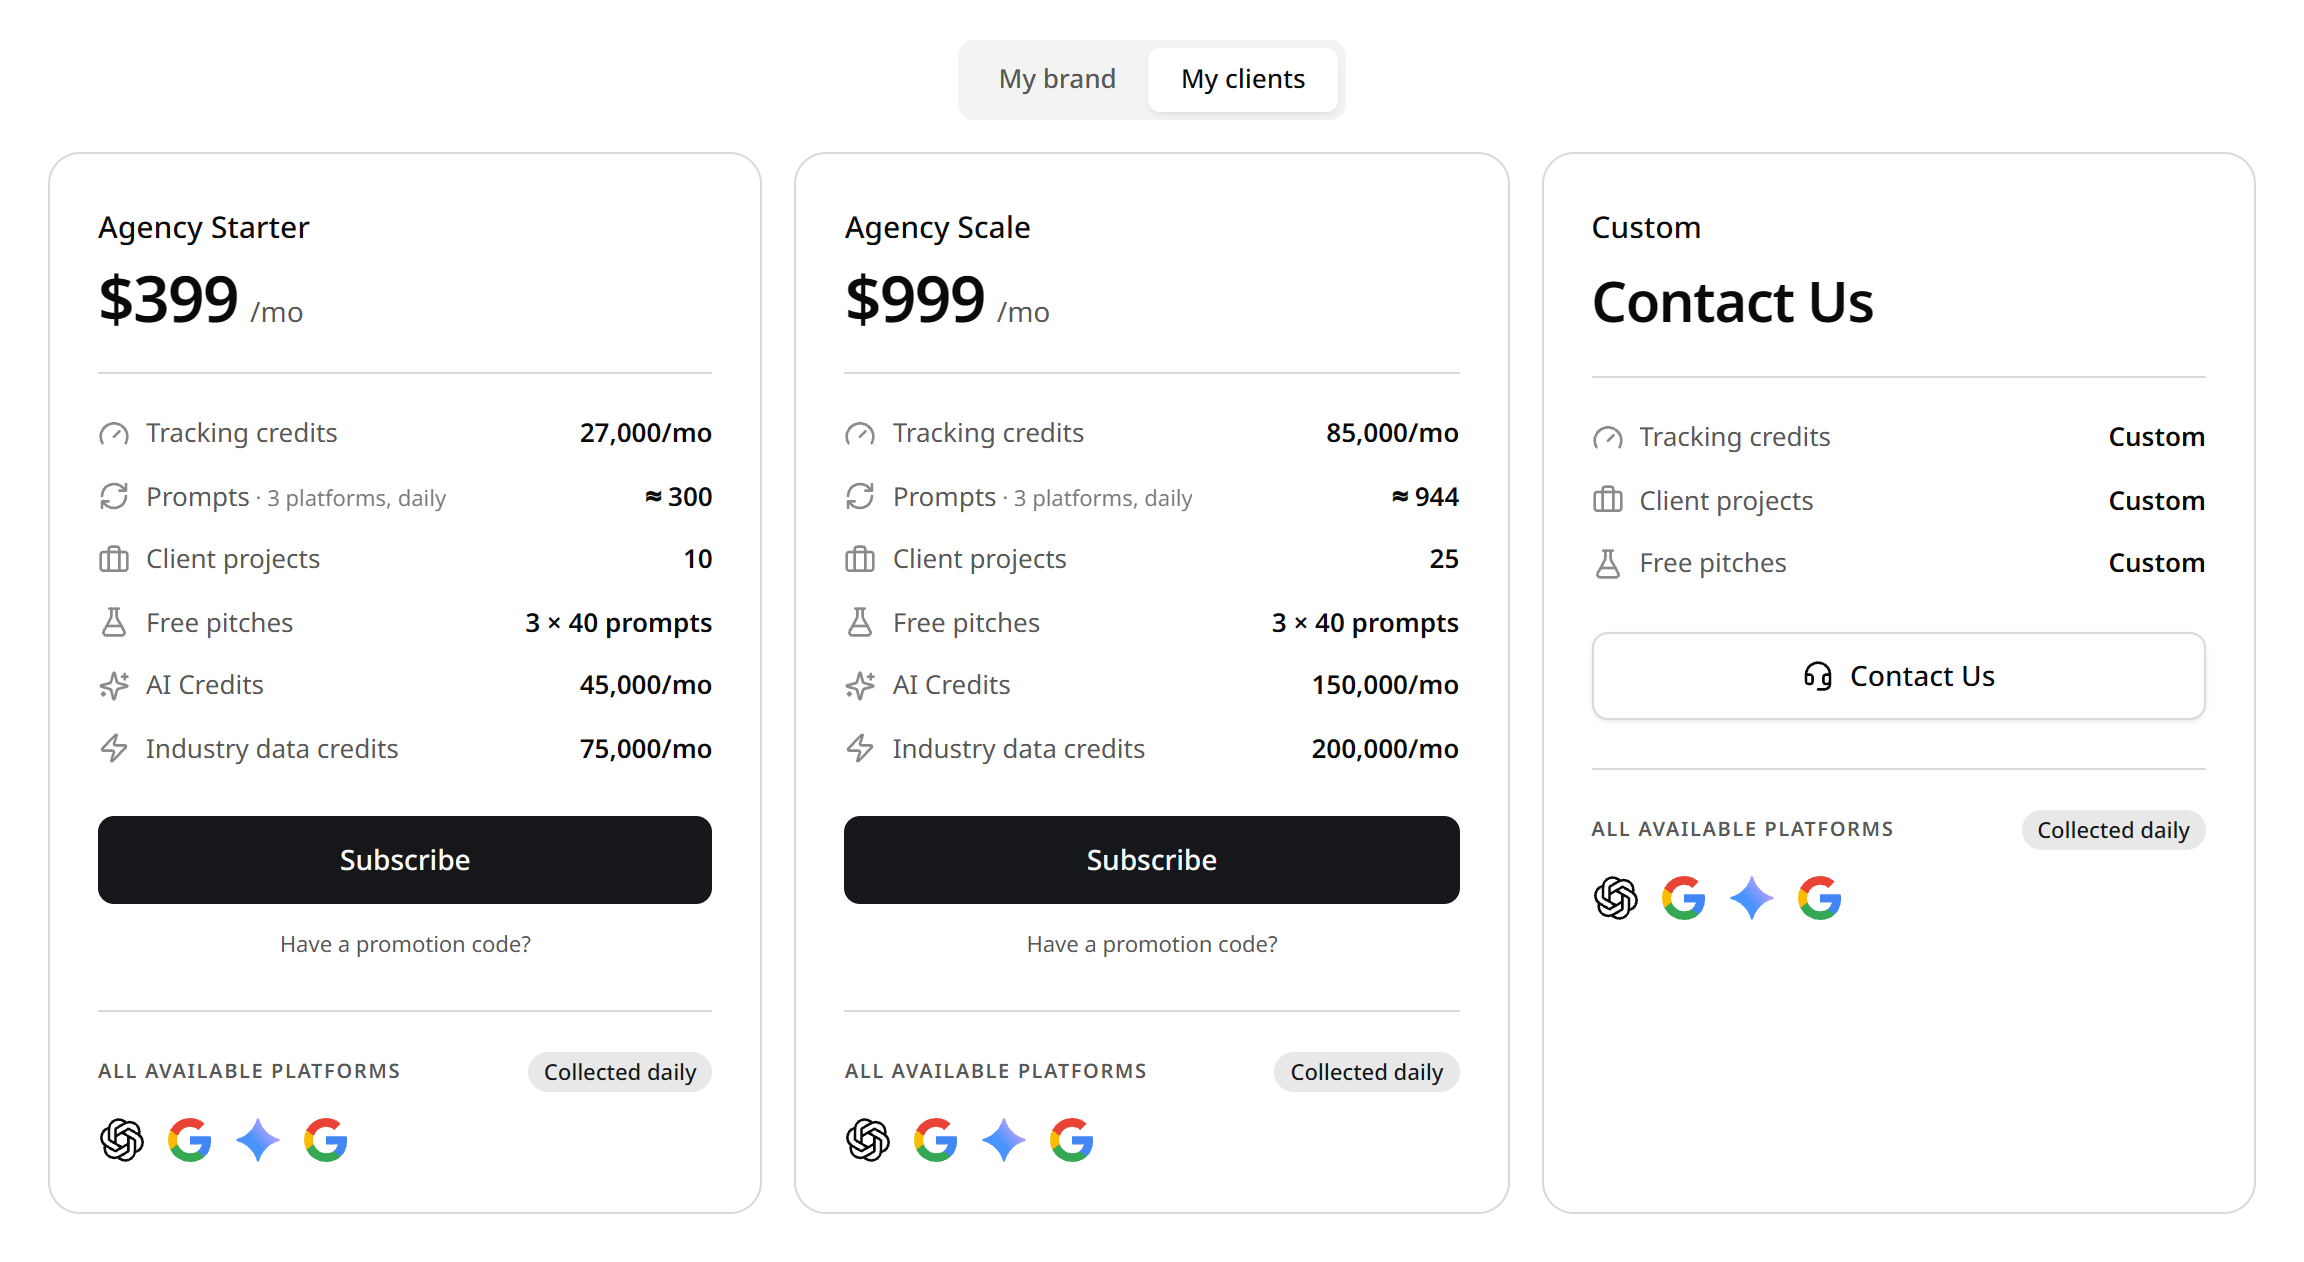 My brand
My clients
Agency Starter
$399 /mo
Tracking credits 27,000/mo
Prompts · 3 platforms, daily ≈ 300
Client projects 10
Free pitches 3 × 40 prompts
AI Credits 45,000/mo
Industry data credits 75,000/mo
Subscribe
Have a promotion code?
ALL AVAILABLE PLATFORMS Collected daily
Agency Scale
$999 /mo
Tracking credits 85,000/mo
Prompts · 3 platforms, daily ≈ 944
Client projects 25
Free pitches 3 × 40 prompts
AI Credits 150,000/mo
Industry data credits 200,000/mo
Subscribe
Have a promotion code?
ALL AVAILABLE PLATFORMS Collected daily
Custom
Contact Us
Tracking credits Custom
Client projects Custom
Free pitches Custom
Contact Us
ALL AVAILABLE PLATFORMS Collected daily